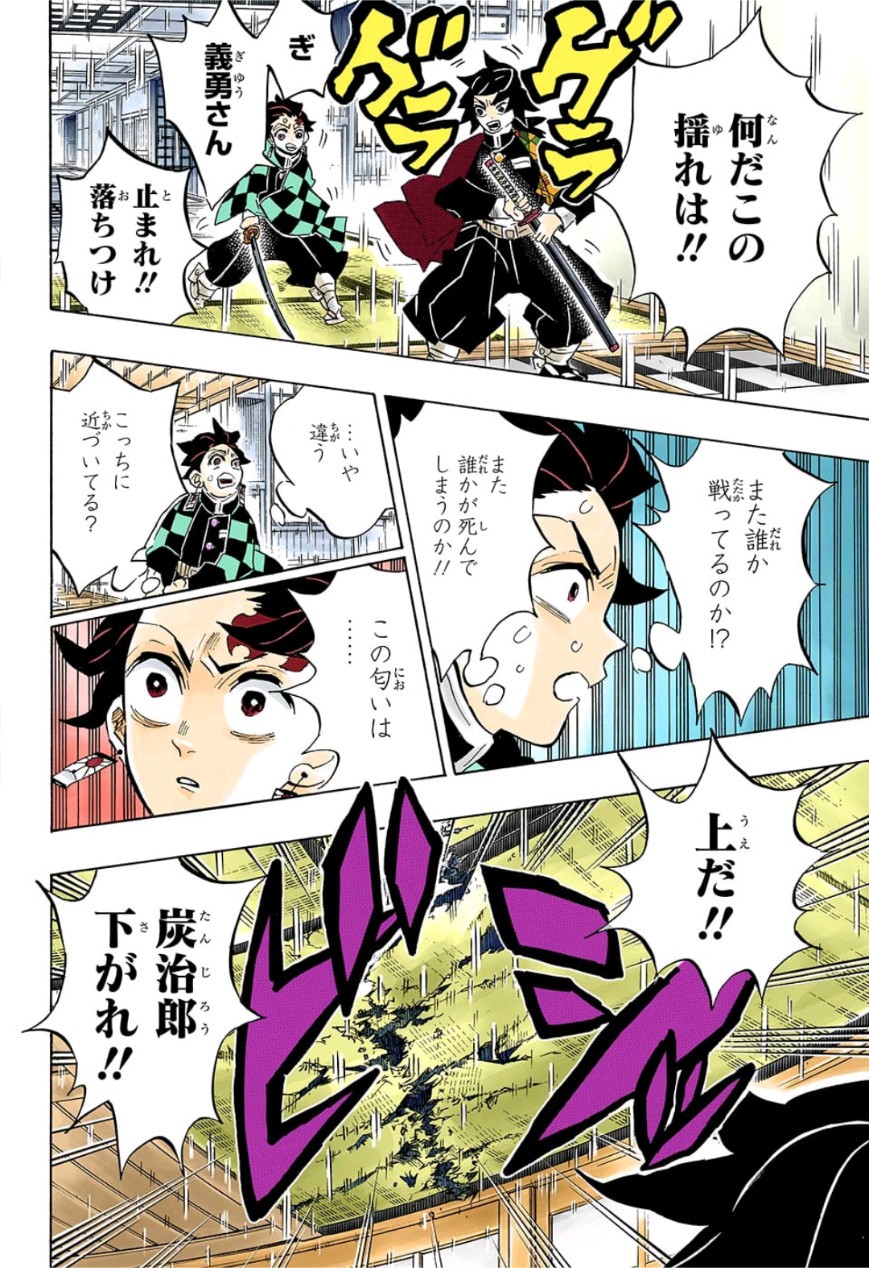 何だこの
揺れは!!
グラ
グラ
ぎ
義勇さん
止まれ!!
落ちつけ
また誰か
戦ってるのか!?
また
誰かが死んで
しまうのか!!
…いや
違う
こっちに
近づいてる?
この匂いは
……
上だ!!
ビシッ
炭治郎
下がれ!!